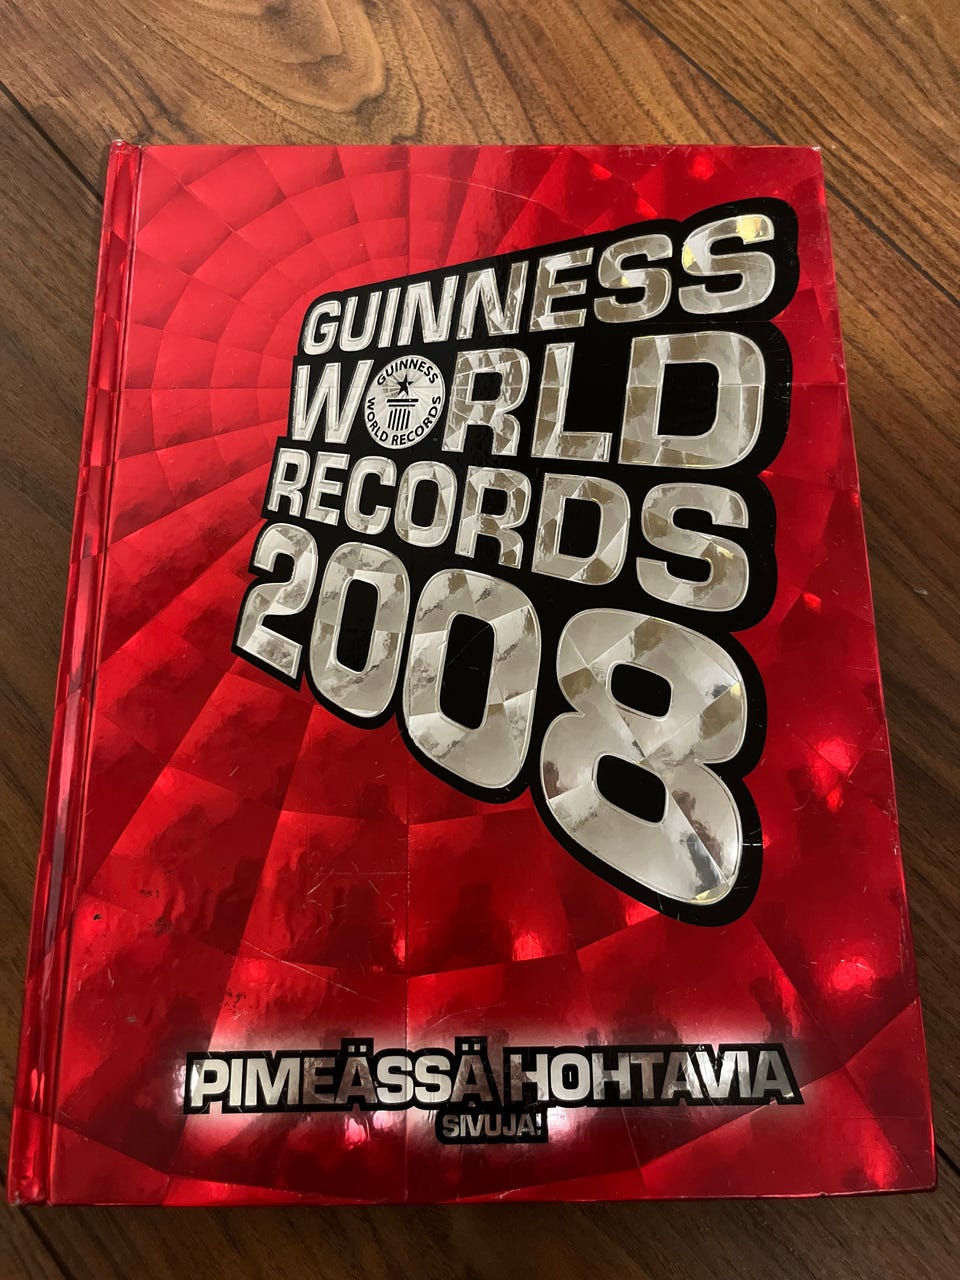 GUINNESS
WORLD
GUINNESS
WORLD RECORDS
RECORDS
2008
PIMEÄSSÄ HOHTAVIA
SIVUJA!